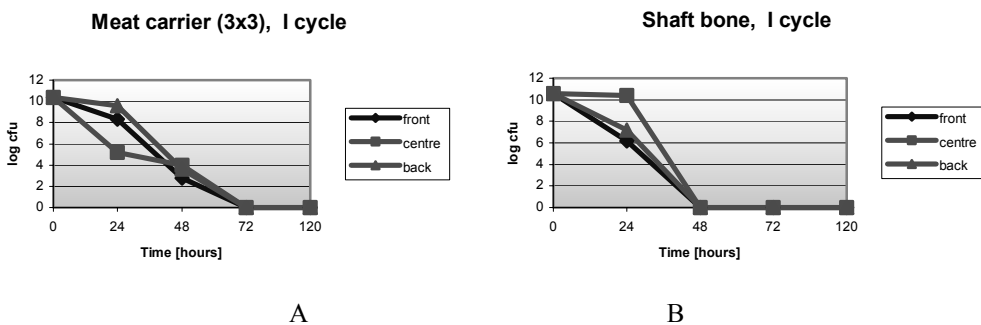 Meat carrier (3x3), I cycle
12
10
8
6
4
2
0
log cfu
0 24 48 72 120
Time [hours]
front
centre
back
A
Shaft bone, I cycle
12
10
8
6
4
2
0
log cfu
0 24 48 72 120
Time [hours]
front
centre
back
B